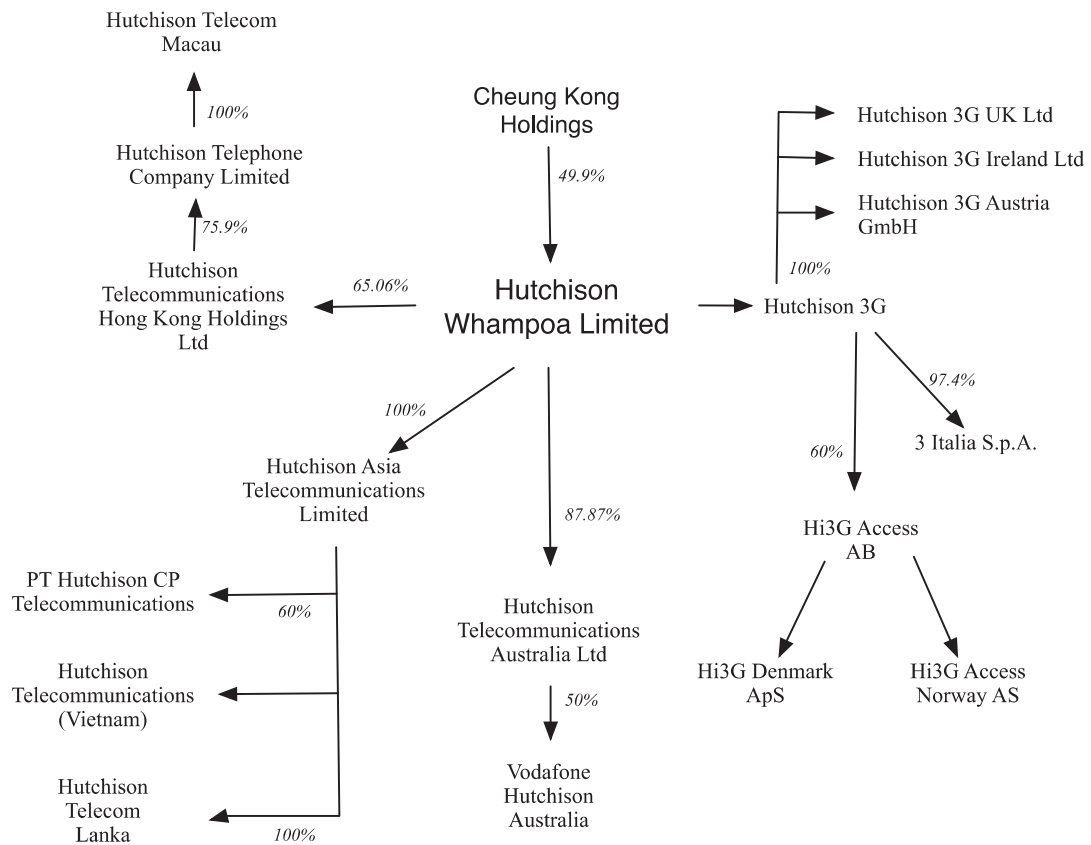 Hutchison Telecom
Macau
100%
Hutchison Telephone
Company Limited
75.9%
Hutchison
Telecommunications
Hong Kong Holdings
Ltd
65.06%
Cheung Kong
Holdings
49.9%
Hutchison
Whampoa Limited
Hutchison 3G UK Ltd
Hutchison 3G Ireland Ltd
Hutchison 3G Austria
GmbH
100%
Hutchison 3G
97.4%
3 Italia S.p.A.
60%
Hi3G Access
AB
Hi3G Denmark
ApS
Hi3G Access
Norway AS
100%
Hutchison Asia
Telecommunications
Limited
PT Hutchison CP
Telecommunications
60%
Hutchison
Telecommunications
(Vietnam)
Hutchison
Telecom
Lanka
100%
87.87%
Hutchison
Telecommunications
Australia Ltd
50%
Vodafone
Hutchison
Australia